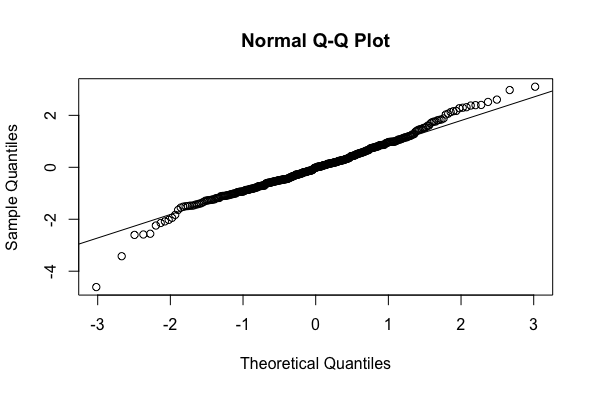 Normal Q-Q Plot
Sample Quantiles
2
0
-2
-4
-3 -2 -1 0 1 2 3
Theoretical Quantiles